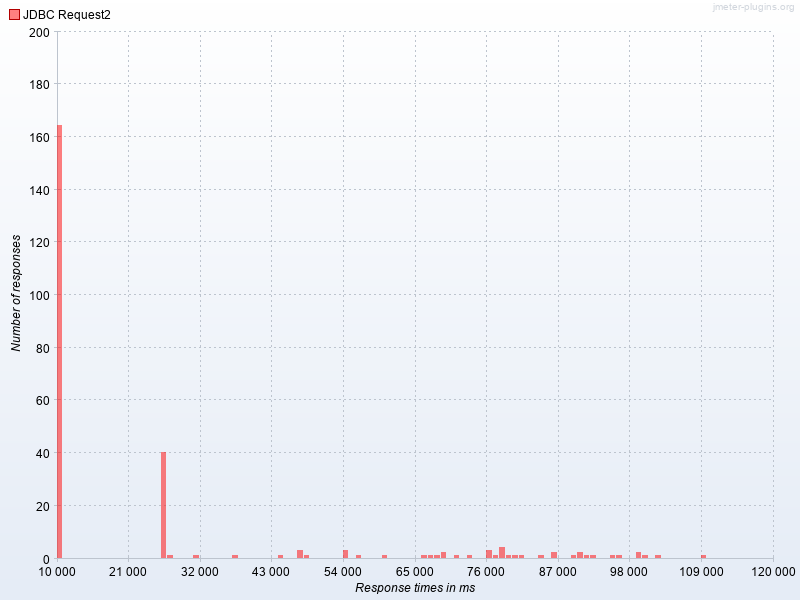 jmeter-plugins.org
JDBC Request2
200
180
160
140
120
100
80
60
40
20
0
Number of responses
10 000 21 000 32 000 43 000 54 000 65 000 76 000 87 000 98 000 109 000 120 000
Response times in ms